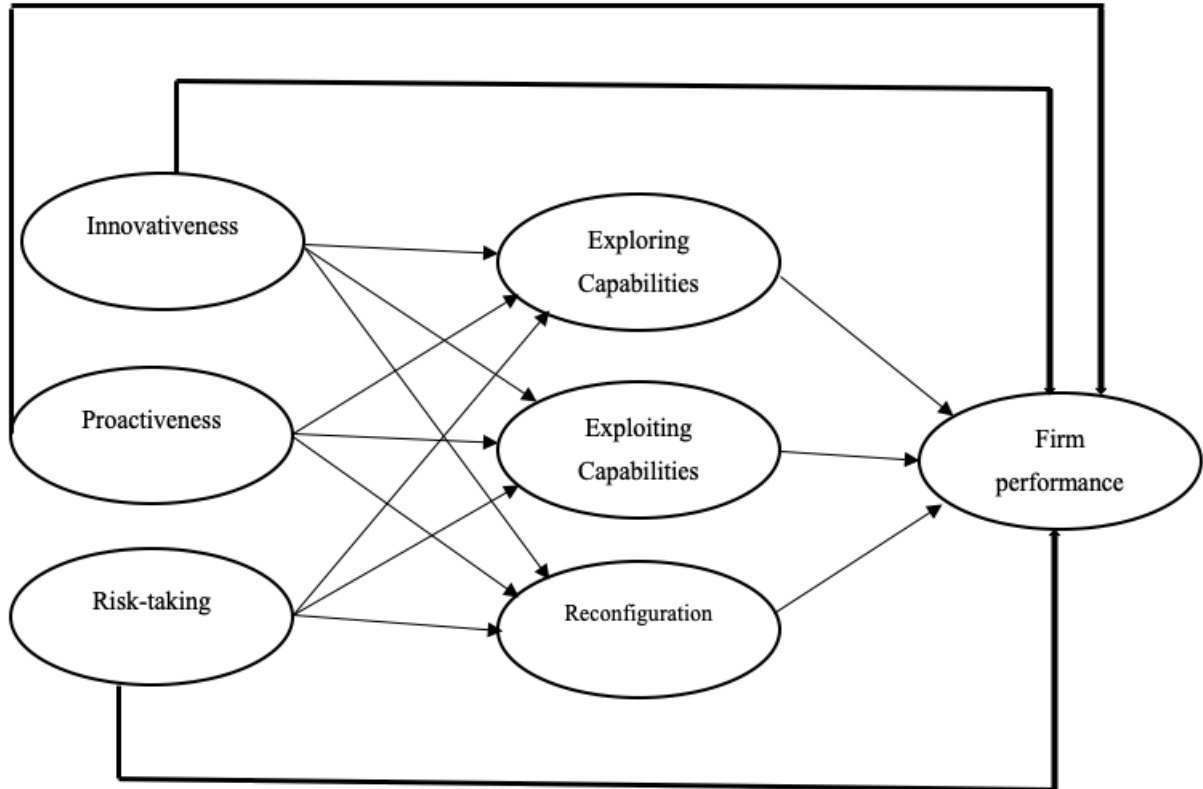 Innovativeness
Exploring
Capabilities
Proactiveness
Exploiting
Capabilities
Firm
performance
Risk-taking
Reconfiguration